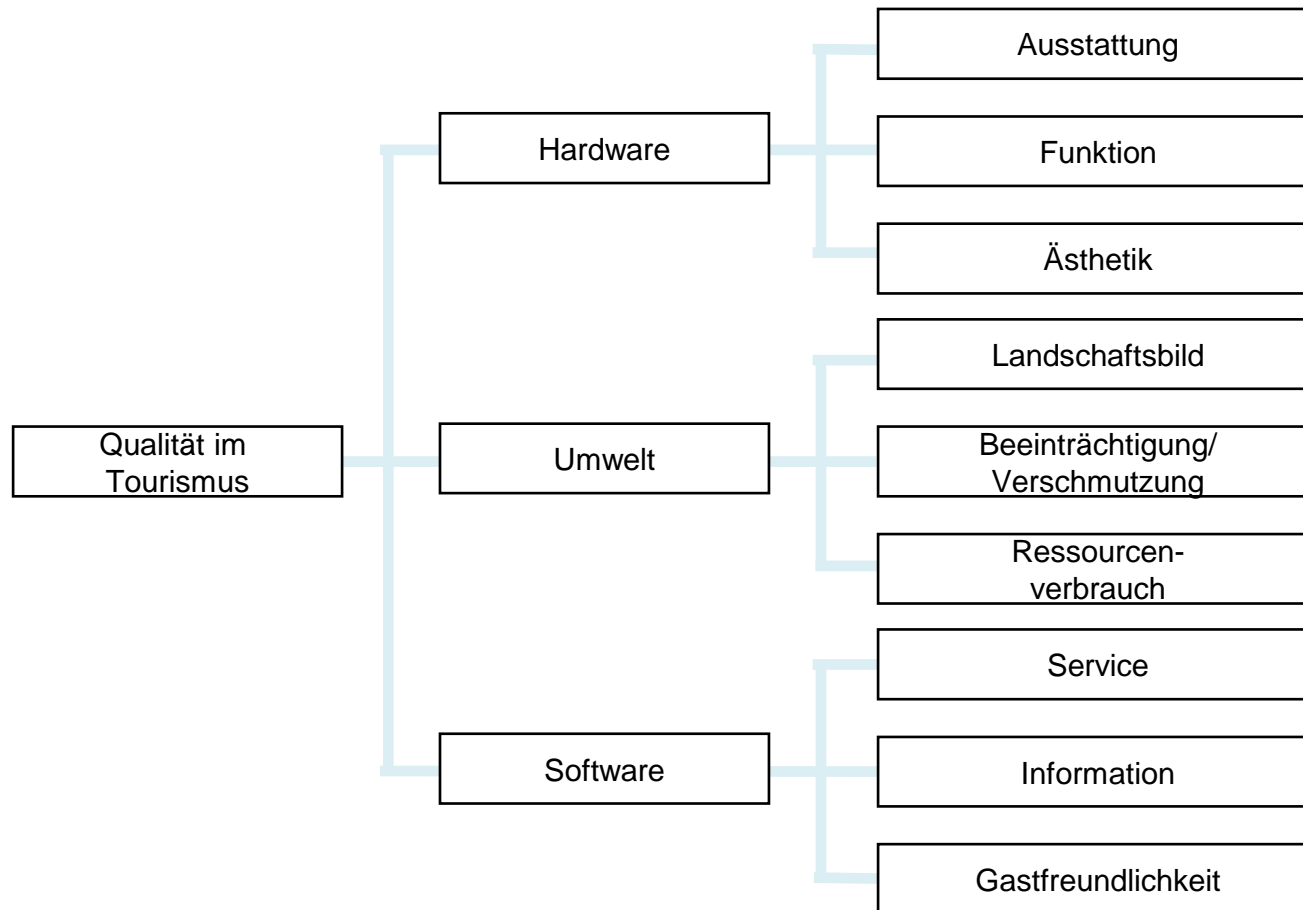 Ausstattung
Hardware
Funktion
Ästhetik
Landschaftsbild
Qualität im
Tourismus
Umwelt
Beeinträchtigung/
Verschmutzung
Ressourcen-
verbrauch
Service
Software
Information
Gastfreundlichkeit